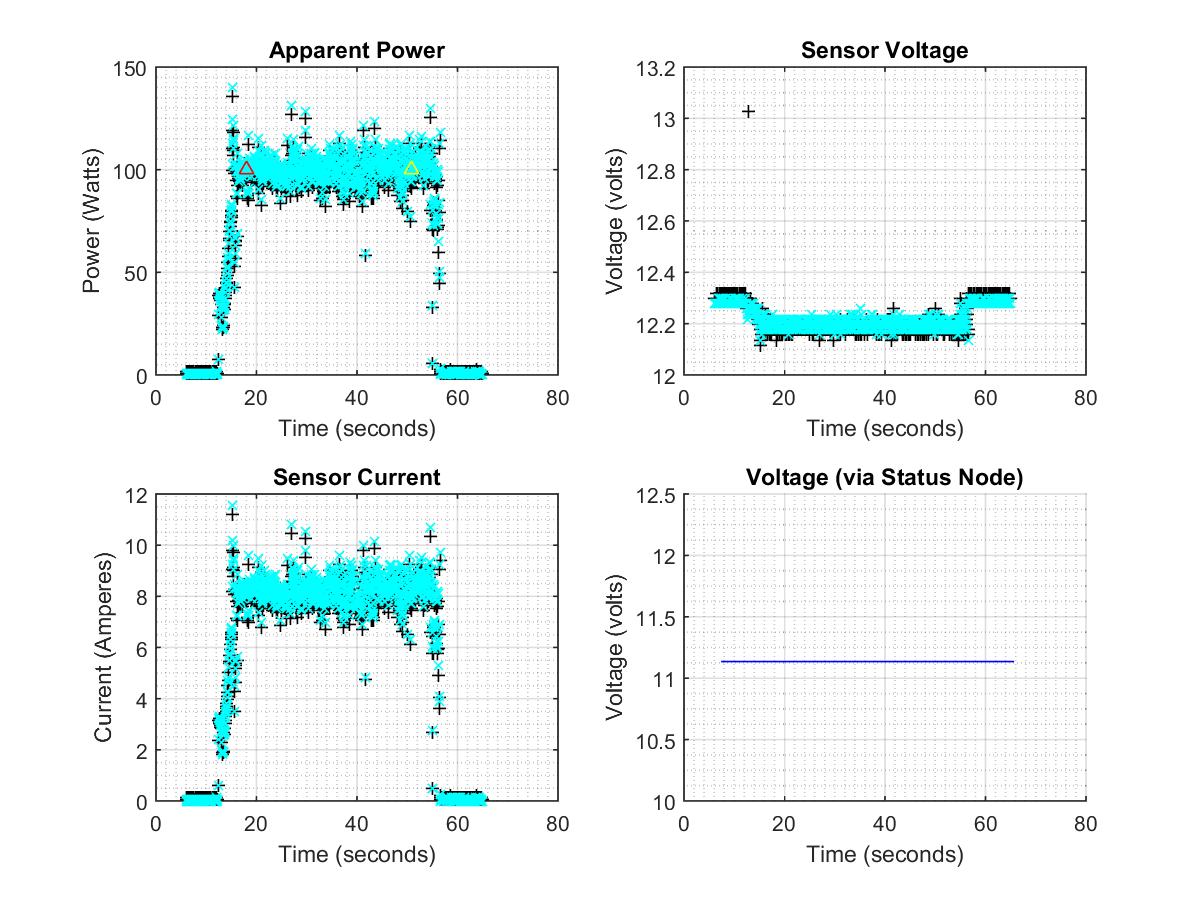 Apparent Power
150
100
50
0
0 20 40 60 80
Power (Watts)
Time (seconds)
Sensor Voltage
13.2
13
12.8
12.6
12.4
12.2
12
0 20 40 60 80
Voltage (volts)
Time (seconds)
Sensor Current
12
10
8
6
4
2
0
0 20 40 60 80
Current (Amperes)
Time (seconds)
Voltage (via Status Node)
12.5
12
11.5
11
10.5
10
0 20 40 60 80
Voltage (volts)
Time (seconds)